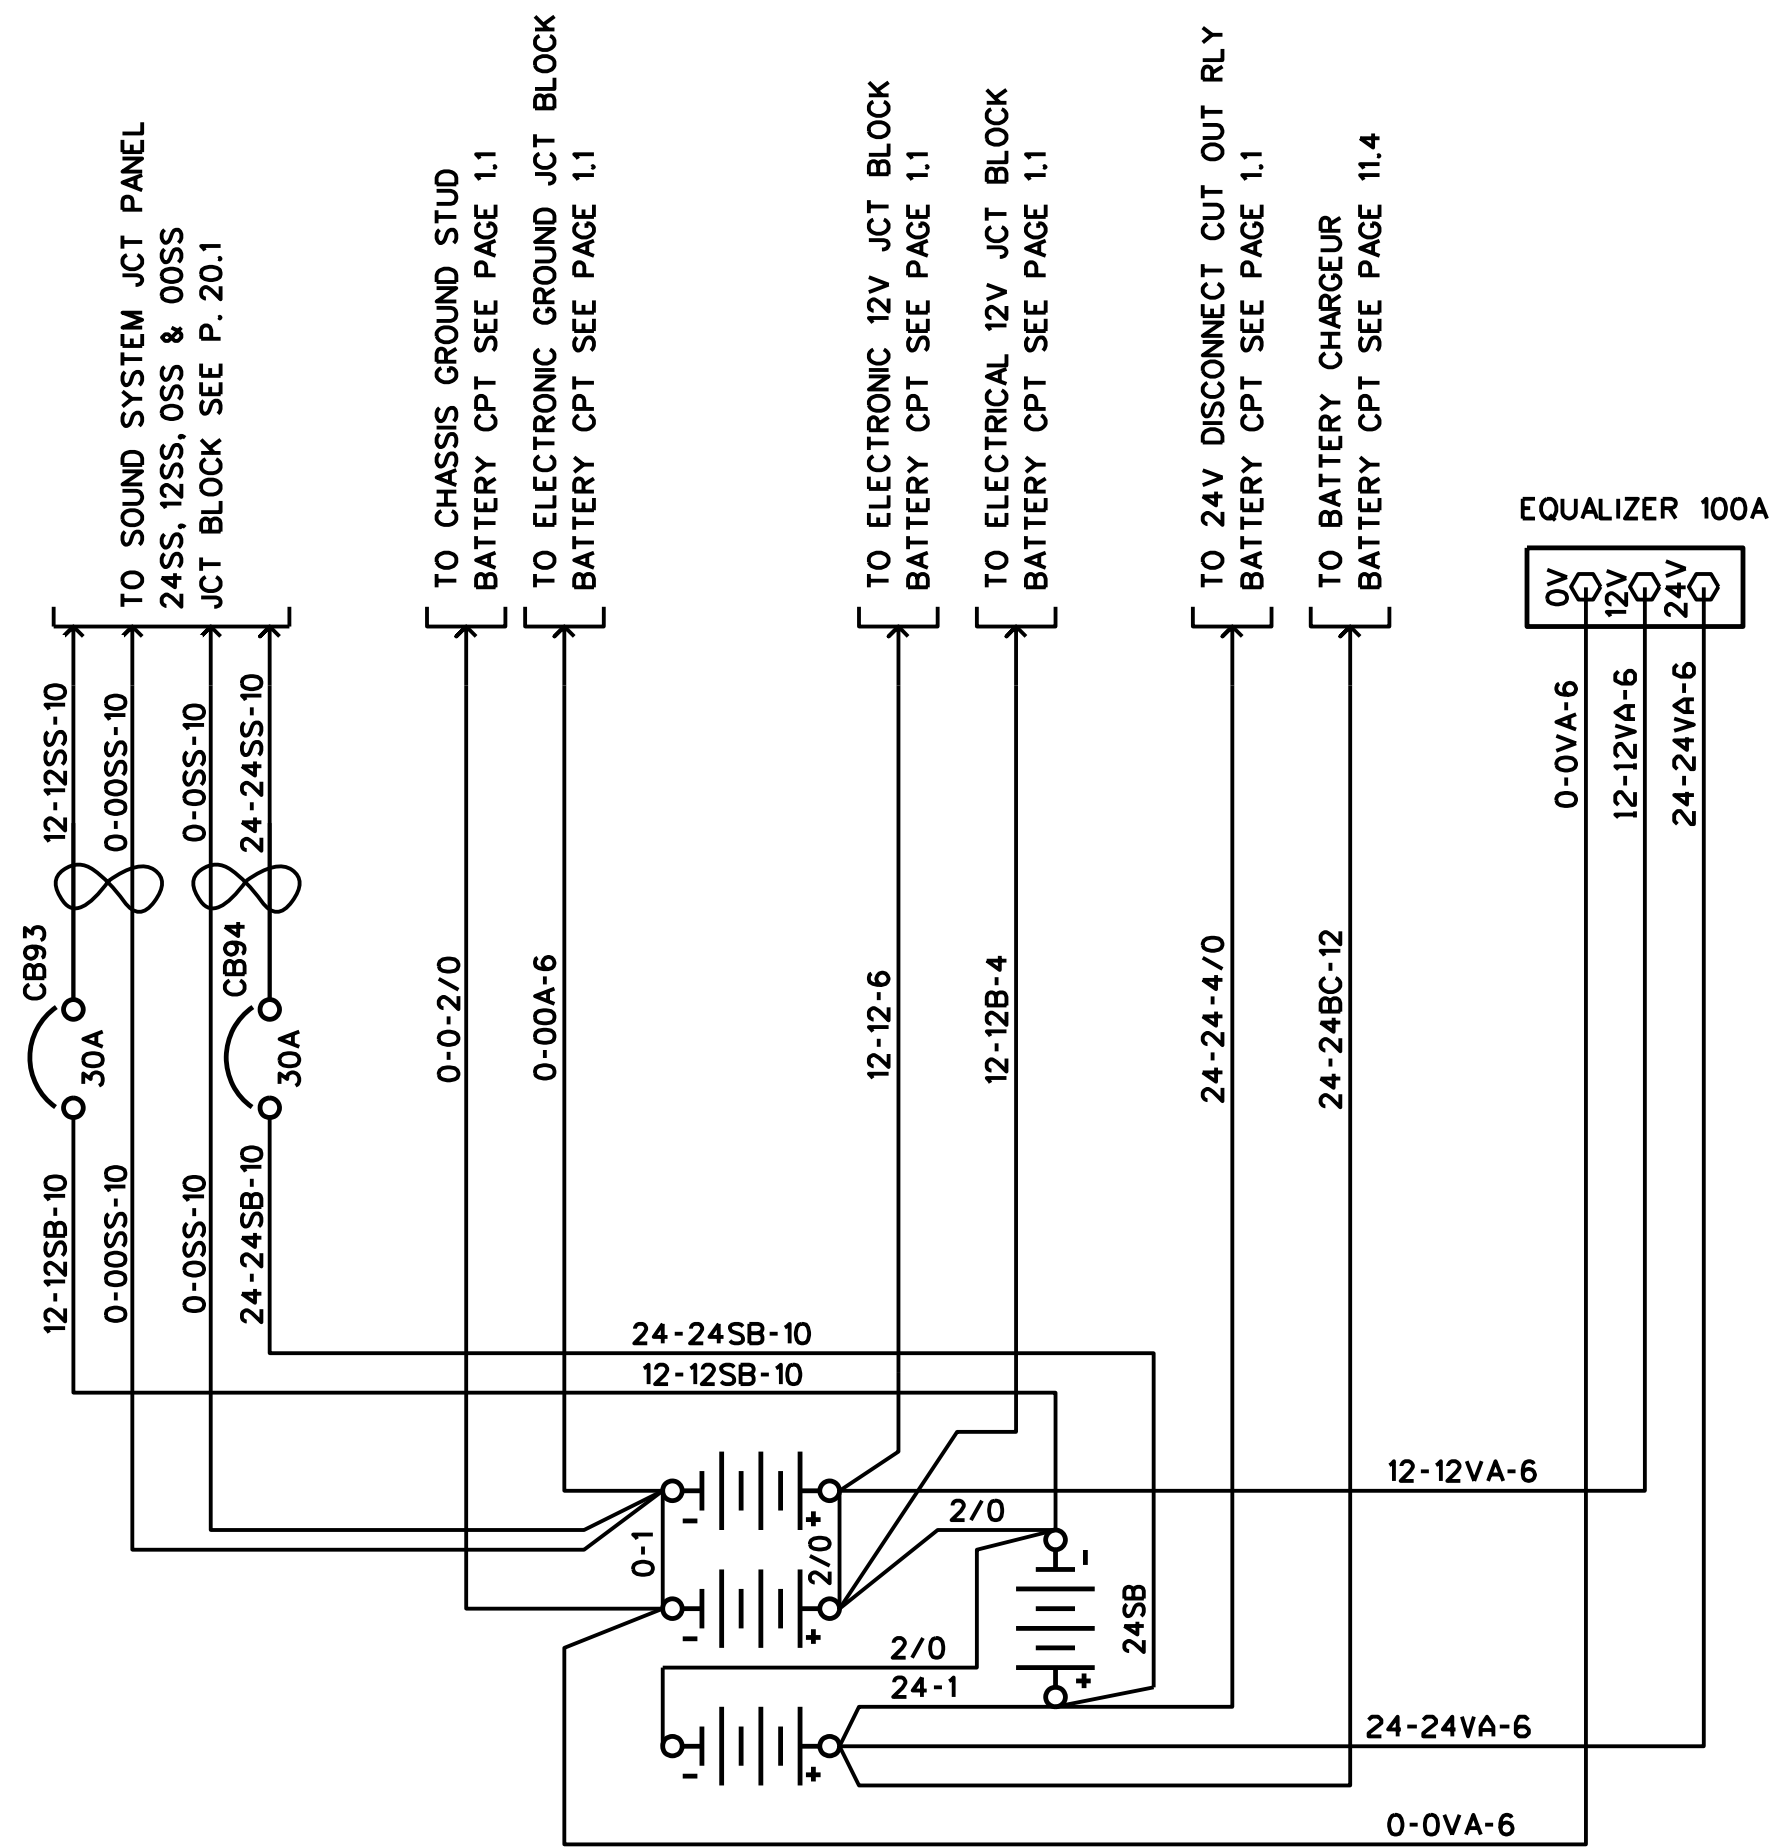 TO SOUND SYSTEM JCT PANEL
24SS, 12SS, 0SS & 00SS
JCT BLOCK SEE P. 20.1
TO CHASSIS GROUND STUD
BATTERY CPT SEE PAGE 1.1
TO ELECTRONIC GROUND JCT BLOCK
BATTERY CPT SEE PAGE 1.1
TO ELECTRONIC 12V JCT BLOCK
BATTERY CPT SEE PAGE 1.1
TO ELECTRICAL 12V JCT BLOCK
BATTERY CPT SEE PAGE 1.1
TO 24V DISCONNECT CUT OUT RLY
BATTERY CPT SEE PAGE 1.1
TO BATTERY CHARGEUR
BATTERY CPT SEE PAGE 11.4
EQUALIZER 100A
0V
12V
24V
12-12SS-10
0-00SS-10
0-0SS-10
24-24SS-10
0-0VA-6
12-12VA-6
24-24VA-6
CB93
30A
CB94
30A
0-0-2/0
0-00A-6
12-12-6
12-12B-4
24-24-4/0
24-24BC-12
12-12SB-10
0-00SS-10
0-0SS-10
24-24SB-10
24-24SB-10
12-12SB-10
12-12VA-6
-
+
2/0
0-1
2/0
-
24SB
-
+
2/0
24-1
+
24-24VA-6
-
+
0-0VA-6